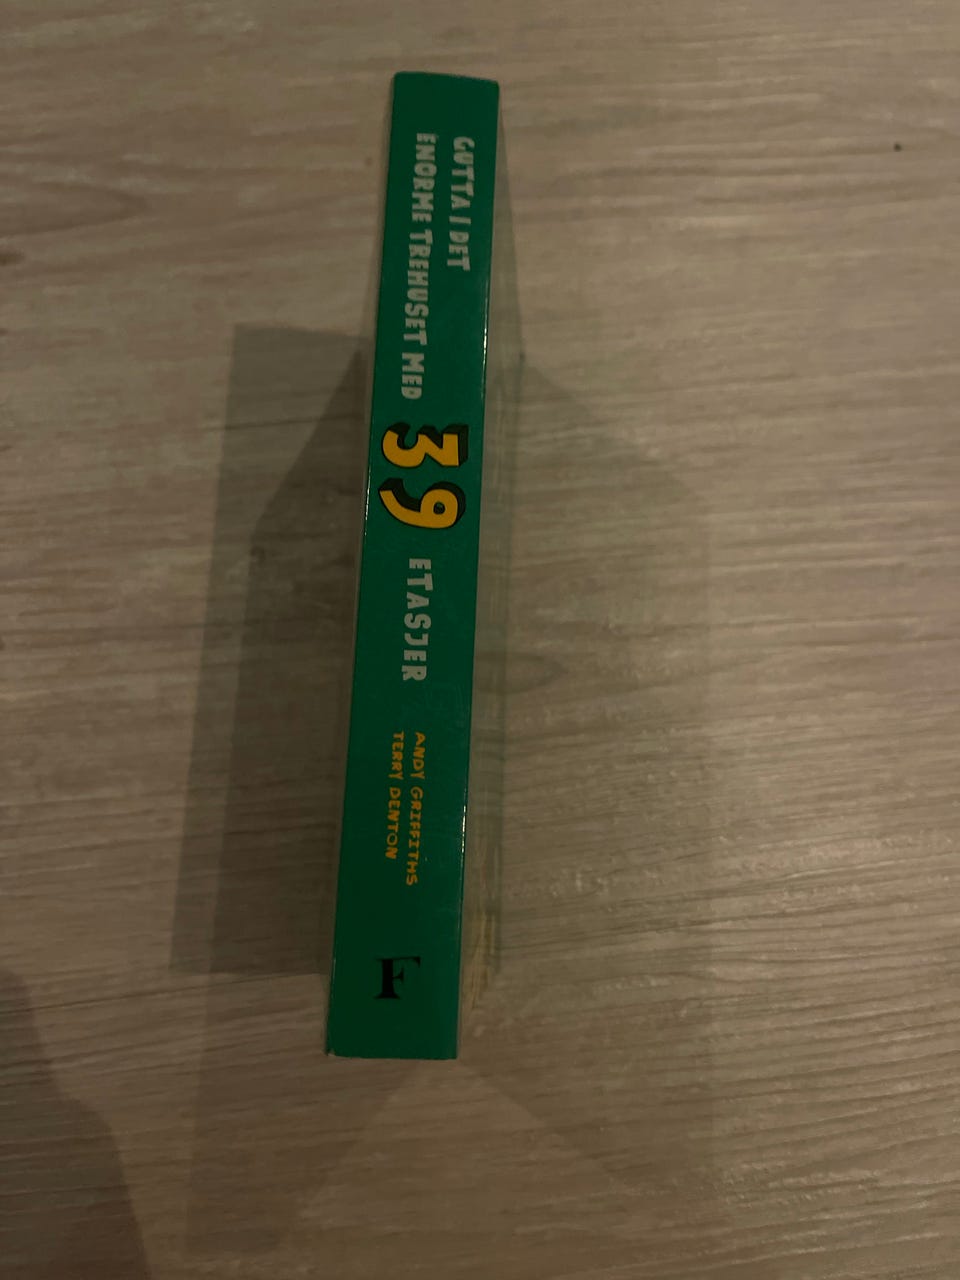 GUTTA I DET
ENORME TREHUSET MED
39
ETASJER
ANDY GRIFFITHS
TERRY DENTON
F